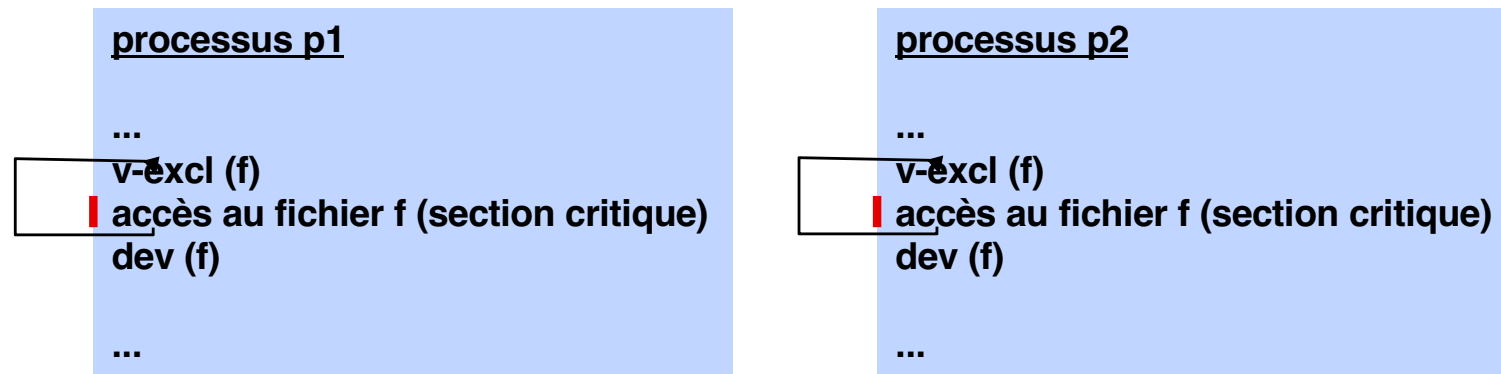 processus p1
...
v-excl (f)
accès au fichier f (section critique)
dev (f)
...
processus p2
...
v-excl (f)
accès au fichier f (section critique)
dev (f)
...